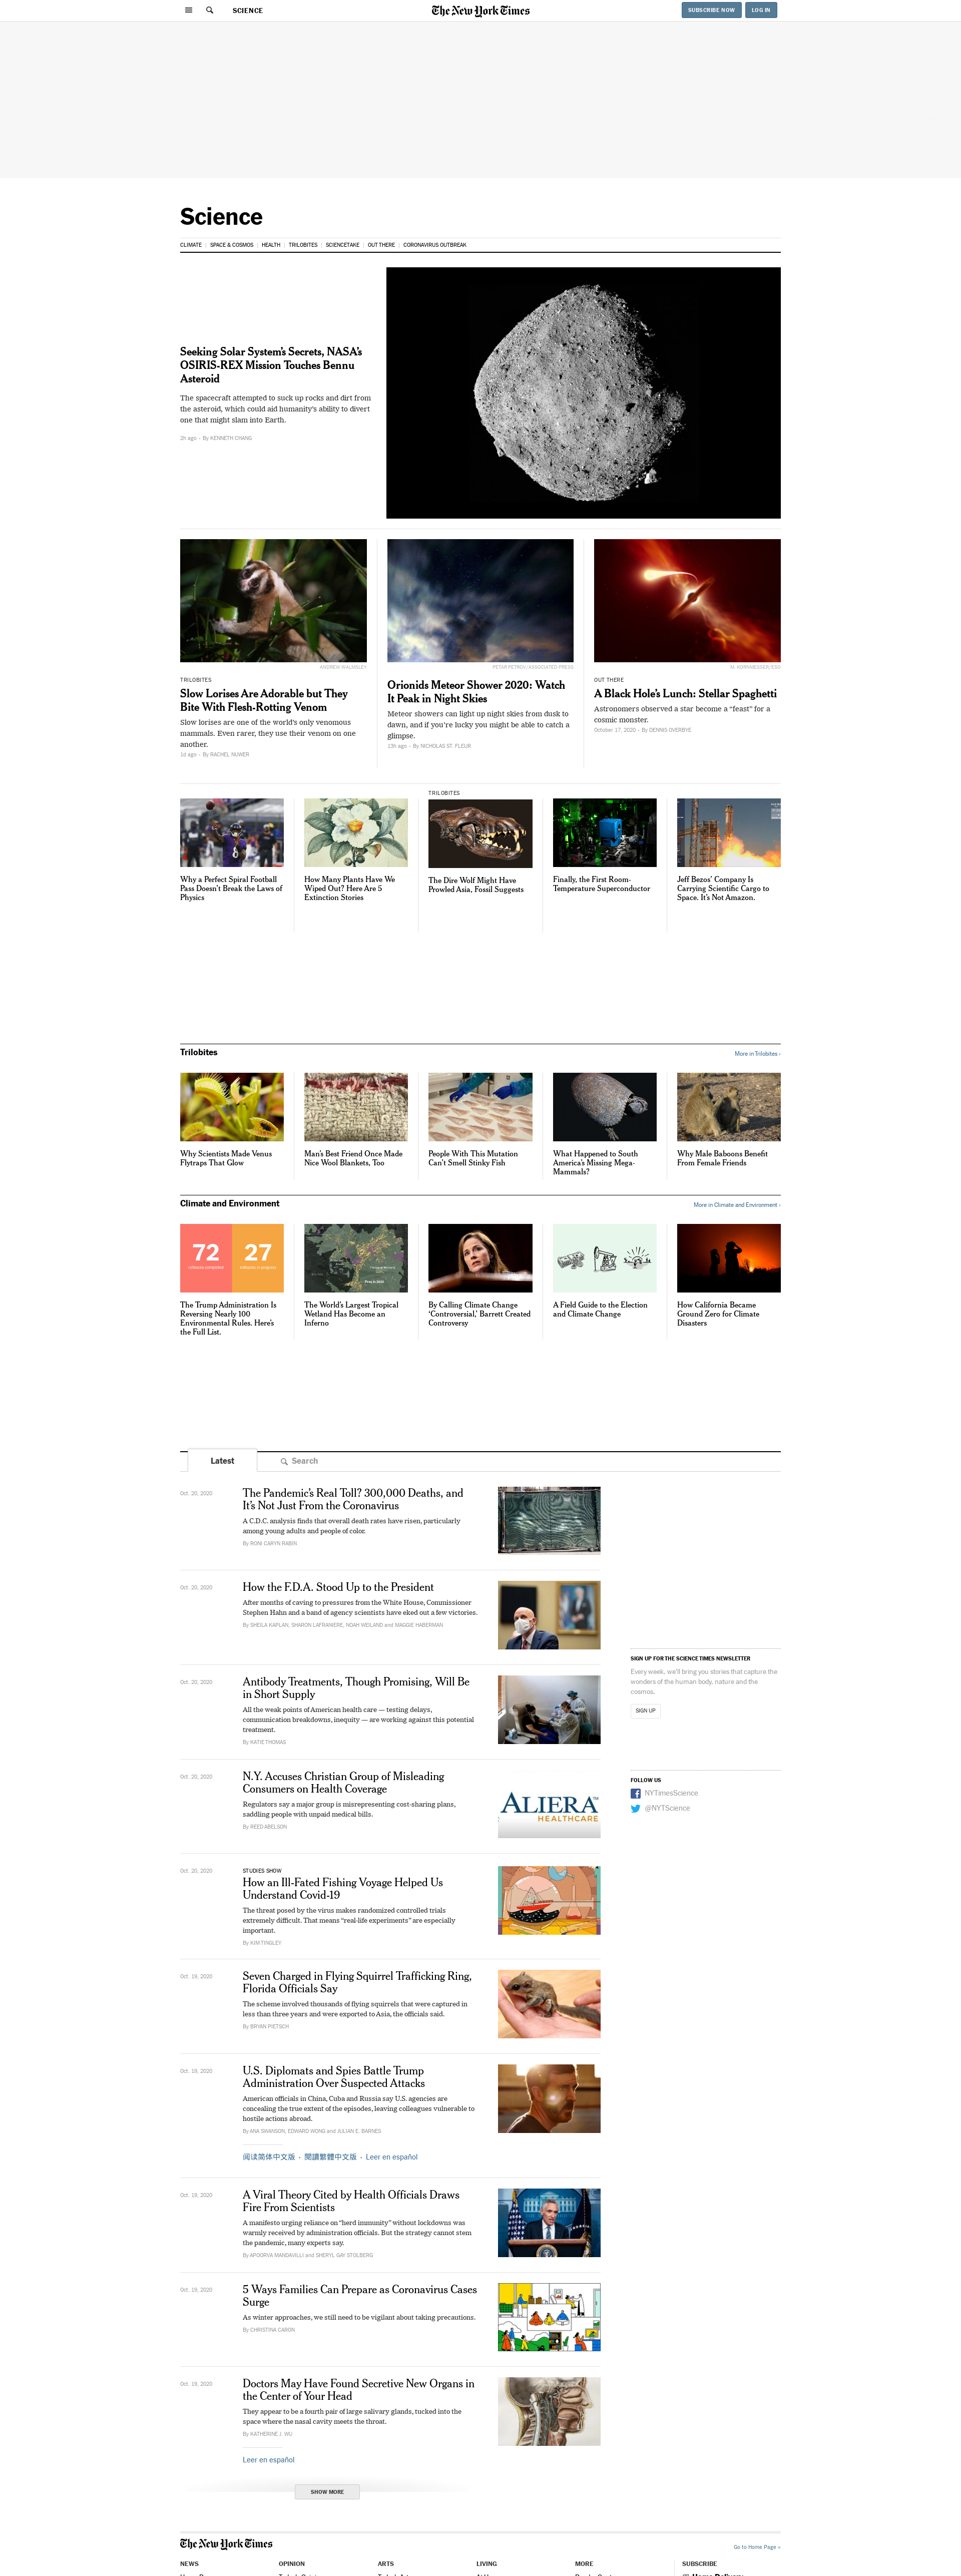 SCIENCE
The New York Times
SUBSCRIBE NOW
LOG IN
Science
CLIMATE
SPACE & COSMOS
HEALTH
TRILOBITES
SCIENCETAKE
OUT THERE
CORONAVIRUS OUTBREAK
Seeking Solar System's Secrets, NASA's
OSIRIS-REX Mission Touches Bennu
Asteroid
The spacecraft attempted to suck up rocks and dirt from
the asteroid, which could aid humanity's ability to divert
one that might slam into Earth.
2h ago - By KENNETH CHANG
ANDREW WALMSLEY
TRILOBITES
Slow Lorises Are Adorable but They
Bite With Flesh-Rotting Venom
Slow lorises are one of the world's only venomous
mammals. Even rarer, they use their venom on one
another.
1d ago - By RACHEL NUWER
PETAR PETROV/ASSOCIATED PRESS
Orionids Meteor Shower 2020: Watch
It Peak in Night Skies
Meteor showers can light up night skies from dusk to
dawn, and if you're lucky you might be able to catch a
glimpse.
13h ago - By NICHOLAS ST. FLEUR
M. KORNMESSER/ESO
OUT THERE
A Black Hole's Lunch: Stellar Spaghetti
Astronomers observed a star become a “feast” for a
cosmic monster.
October 17, 2020 - By DENNIS OVERBYE
Why a Perfect Spiral Football
Pass Doesn't Break the Laws of
Physics
How Many Plants Have We
Wiped Out? Here Are 5
Extinction Stories
TRILOBITES
The Dire Wolf Might Have
Prowled Asia, Fossil Suggests
Finally, the First Room-
Temperature Superconductor
Jeff Bezos' Company Is
Carrying Scientific Cargo to
Space. It's Not Amazon.
Trilobites
More in Trilobites »
Why Scientists Made Venus
Flytraps That Glow
Man's Best Friend Once Made
Nice Wool Blankets, Too
People With This Mutation
Can't Smell Stinky Fish
What Happened to South
America's Missing Mega-
Mammals?
Why Male Baboons Benefit
From Female Friends
Climate and Environment
More in Climate and Environment »
72
27
The Trump Administration Is
Reversing Nearly 100
Environmental Rules. Here's
the Full List.
The World's Largest Tropical
Wetland Has Become an
Inferno
By Calling Climate Change
‘Controversial,’ Barrett Created
Controversy
A Field Guide to the Election
and Climate Change
How California Became
Ground Zero for Climate
Disasters
Latest
Search
Oct. 20, 2020
The Pandemic's Real Toll? 300,000 Deaths, and
It's Not Just From the Coronavirus
A C.D.C. analysis finds that overall death rates have risen, particularly
among young adults and people of color.
By RONI CARYN RABIN
Oct. 20, 2020
How the F.D.A. Stood Up to the President
After months of caving to pressures from the White House, Commissioner
Stephen Hahn and a band of agency scientists have eked out a few victories.
By SHEILA KAPLAN, SHARON LAFRANIERE, NOAH WEILAND and MAGGIE HABERMAN
SIGN UP FOR THE SCIENCE TIMES NEWSLETTER
Every week, we'll bring you stories that capture the
wonders of the human body, nature and the
cosmos.
SIGN UP
Oct. 20, 2020
Antibody Treatments, Though Promising, Will Be
in Short Supply
All the weak points of American health care — testing delays,
communication breakdowns, inequity — are working against this potential
treatment.
By KATIE THOMAS
FOLLOW US
NYTimesScience
@NYTScience
Oct. 20, 2020
N.Y. Accuses Christian Group of Misleading
Consumers on Health Coverage
Regulators say a major group is misrepresenting cost-sharing plans,
saddling people with unpaid medical bills.
By REED ABELSON
ALIERA™
HEALTHCARE
Oct. 20, 2020
STUDIES SHOW
How an Ill-Fated Fishing Voyage Helped Us
Understand Covid-19
The threat posed by the virus makes randomized controlled trials
extremely difficult. That means “real-life experiments” are especially
important.
By KIM TINGLEY
Oct. 19, 2020
Seven Charged in Flying Squirrel Trafficking Ring,
Florida Officials Say
The scheme involved thousands of flying squirrels that were captured in
less than three years and were exported to Asia, the officials said.
By BRYAN PIETSCH
Oct. 19, 2020
U.S. Diplomats and Spies Battle Trump
Administration Over Suspected Attacks
American officials in China, Cuba and Russia say U.S. agencies are
concealing the true extent of the episodes, leaving colleagues vulnerable to
hostile actions abroad.
By ANA SWANSON, EDWARD WONG and JULIAN E. BARNES
阅读简体中文版 • 閱讀繁體中文版 • Leer en español
Oct. 19, 2020
A Viral Theory Cited by Health Officials Draws
Fire From Scientists
A manifesto urging reliance on “herd immunity” without lockdowns was
warmly received by administration officials. But the strategy cannot stem
the pandemic, many experts say.
By APOORVA MANDAVILLI and SHERYL GAY STOLBERG
Oct. 19, 2020
5 Ways Families Can Prepare as Coronavirus Cases
Surge
As winter approaches, we still need to be vigilant about taking precautions.
By CHRISTINA CARON
Oct. 19, 2020
Doctors May Have Found Secretive New Organs in
the Center of Your Head
They appear to be a fourth pair of large salivary glands, tucked into the
space where the nasal cavity meets the throat.
By KATHERINE J. WU
Leer en español
SHOW MORE
The New York Times
Go to Home Page »
NEWS
OPINION
ARTS
LIVING
MORE
SUBSCRIBE